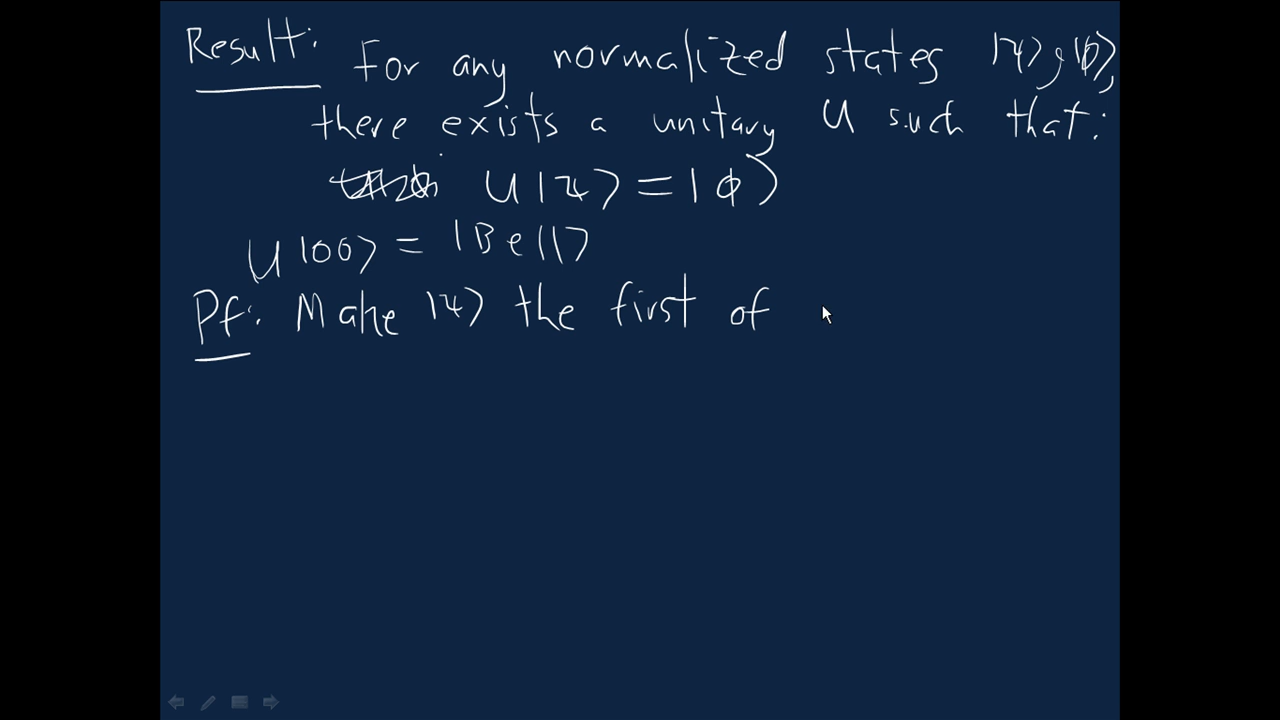 Result: For any normalized states |ψ⟩, |φ⟩,
there exists a unitary U such that:
U|ψ⟩ = |φ⟩
U|00⟩ = |Bell⟩
Pf: Make |ψ⟩ the first of